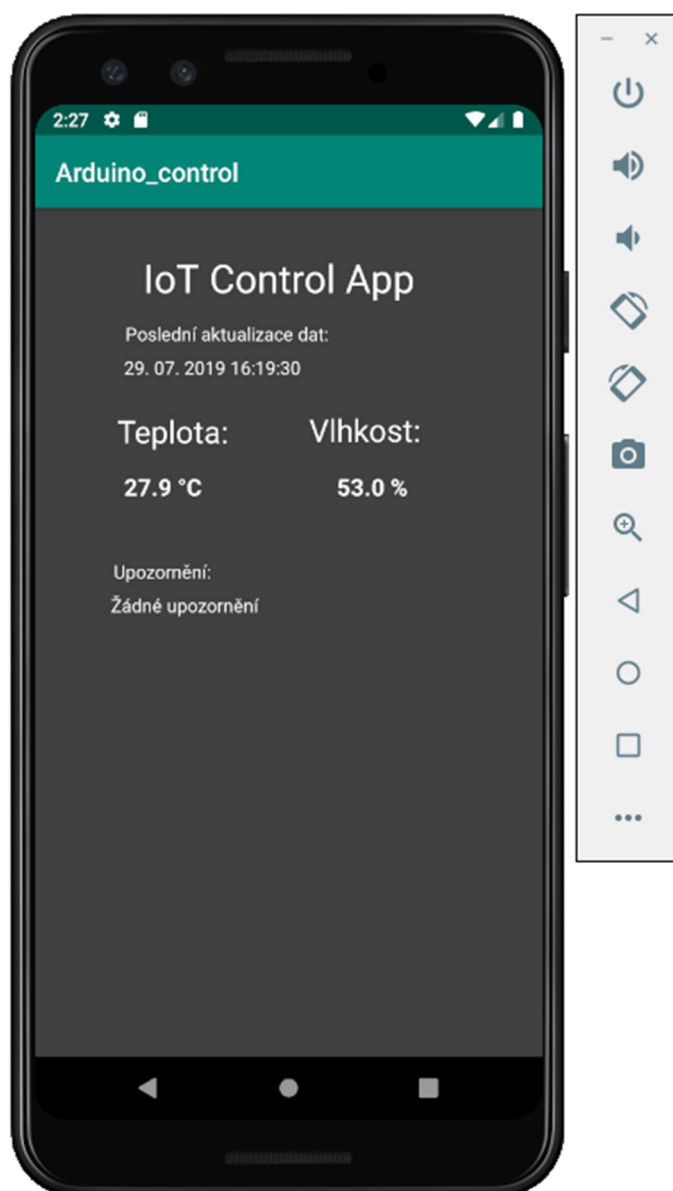 2:27
Arduino_control
IoT Control App
Poslední aktualizace dat:
29. 07. 2019 16:19:30
Teplota: Vlhkost:
27.9 °C 53.0 %
Upozornění:
Žádné upozornění